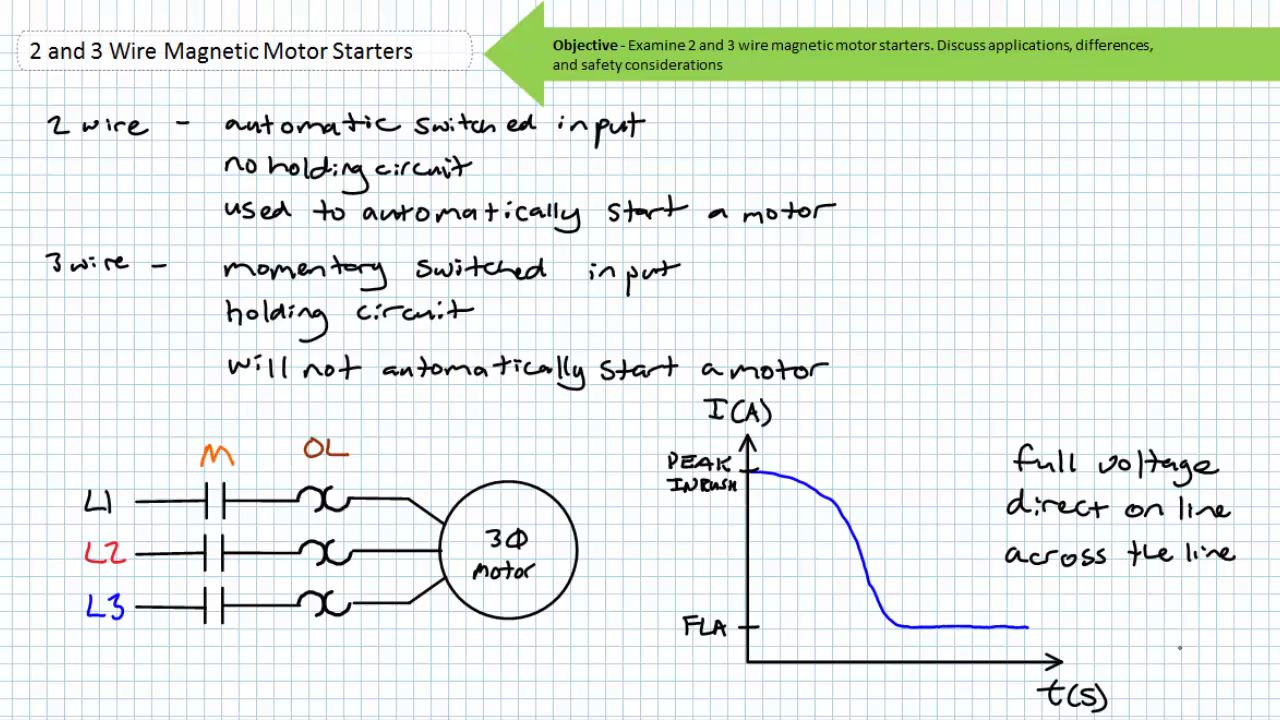 2 and 3 Wire Magnetic Motor Starters
Objective - Examine 2 and 3 wire magnetic motor starters. Discuss applications, differences,
and safety considerations
2 wire - automatic switched input
no holding circuit
used to automatically start a motor
3 wire - momentary switched input
holding circuit
will not automatically start a motor
M OL
L1
L2
L3
3Φ
motor
I(A)
PEAK
INRUSH
FLA
t(s)
full voltage
direct on line
across the line